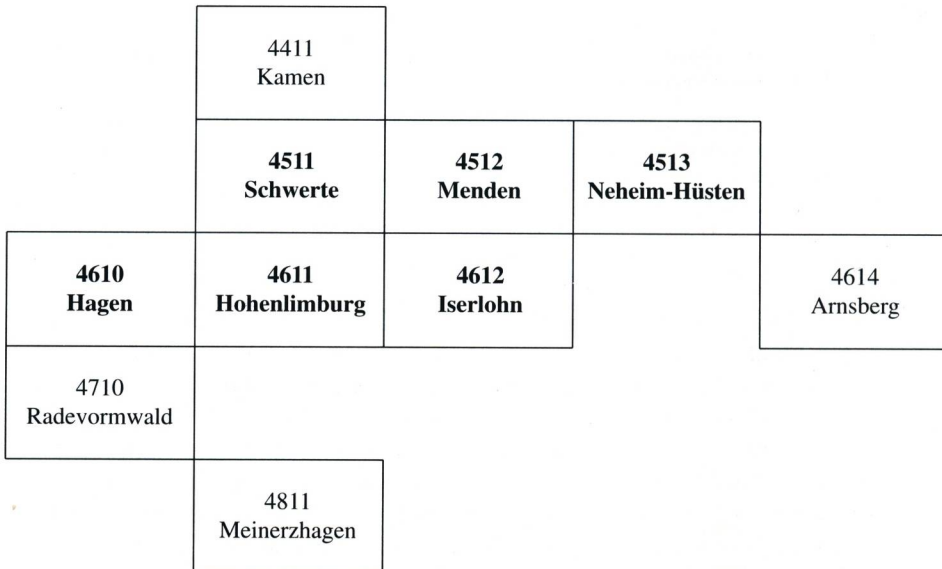 4411
Kamen
4511
Schwerte
4512
Menden
4513
Neheim-Hüsten
4610
Hagen
4611
Hohenlimburg
4612
Iserlohn
4614
Arnsberg
4710
Radevormwald
4811
Meinerzhagen